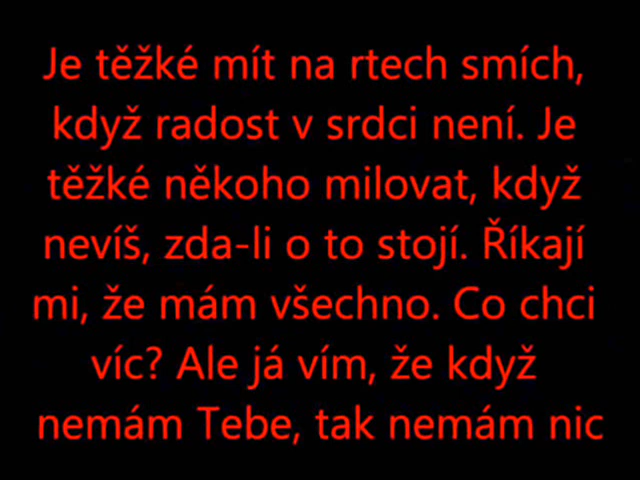 Je těžké mít na rtech smích,
když radost v srdci není. Je
těžké někoho milovat, když
nevíš, zda-li o to stojí. Říkají
mi, že mám všechno. Co chci
víc? Ale já vím, že když
nemám Tebe, tak nemám nic